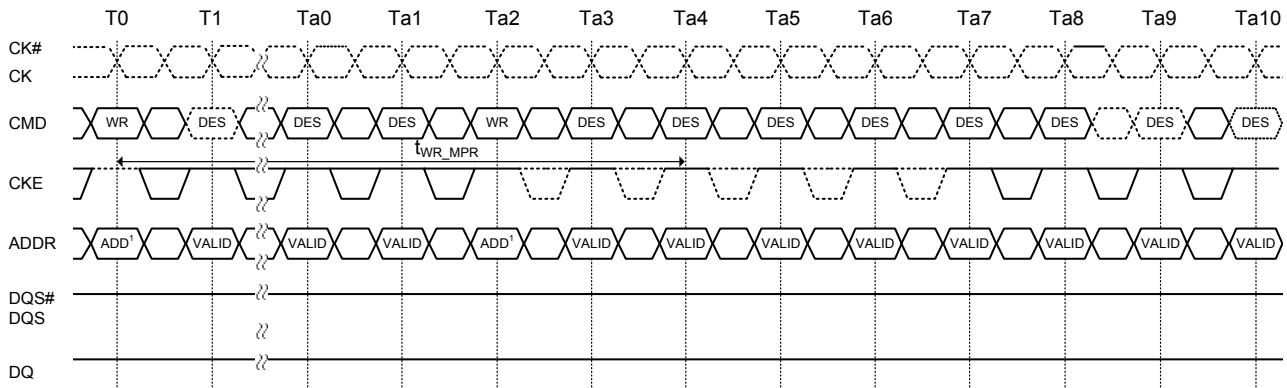 T0 T1 Ta0 Ta1 Ta2 Ta3 Ta4 Ta5 Ta6 Ta7 Ta8 Ta9 Ta10
CK#
CK
CMD WR DES DES DES WR DES DES DES DES DES DES DES DES
tWR_MPR
CKE
ADDR ADD¹ VALID VALID VALID ADD¹ VALID VALID VALID VALID VALID VALID VALID VALID
DQS#
DQS
DQ